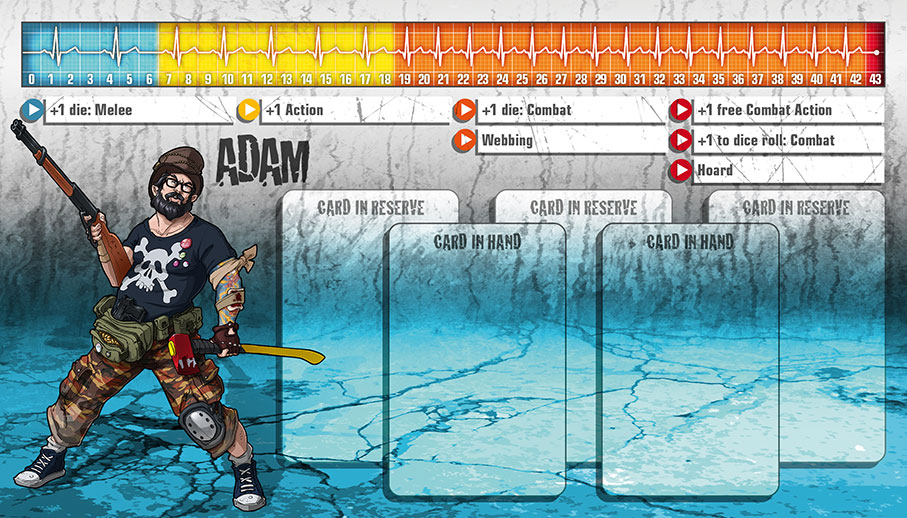 0 1 2 3 4 5 6 7 8 9 10 11 12 13 14 15 16 17 18 19 20 21 22 23 24 25 26 27 28 29 30 31 32 33 34 35 36 37 38 39 40 41 42 43
+1 die: Melee
+1 Action
+1 die: Combat
+1 free Combat Action
Webbing
+1 to dice roll: Combat
Hoard
ADAM
CARD IN RESERVE
CARD IN RESERVE
CARD IN RESERVE
CARD IN HAND
CARD IN HAND